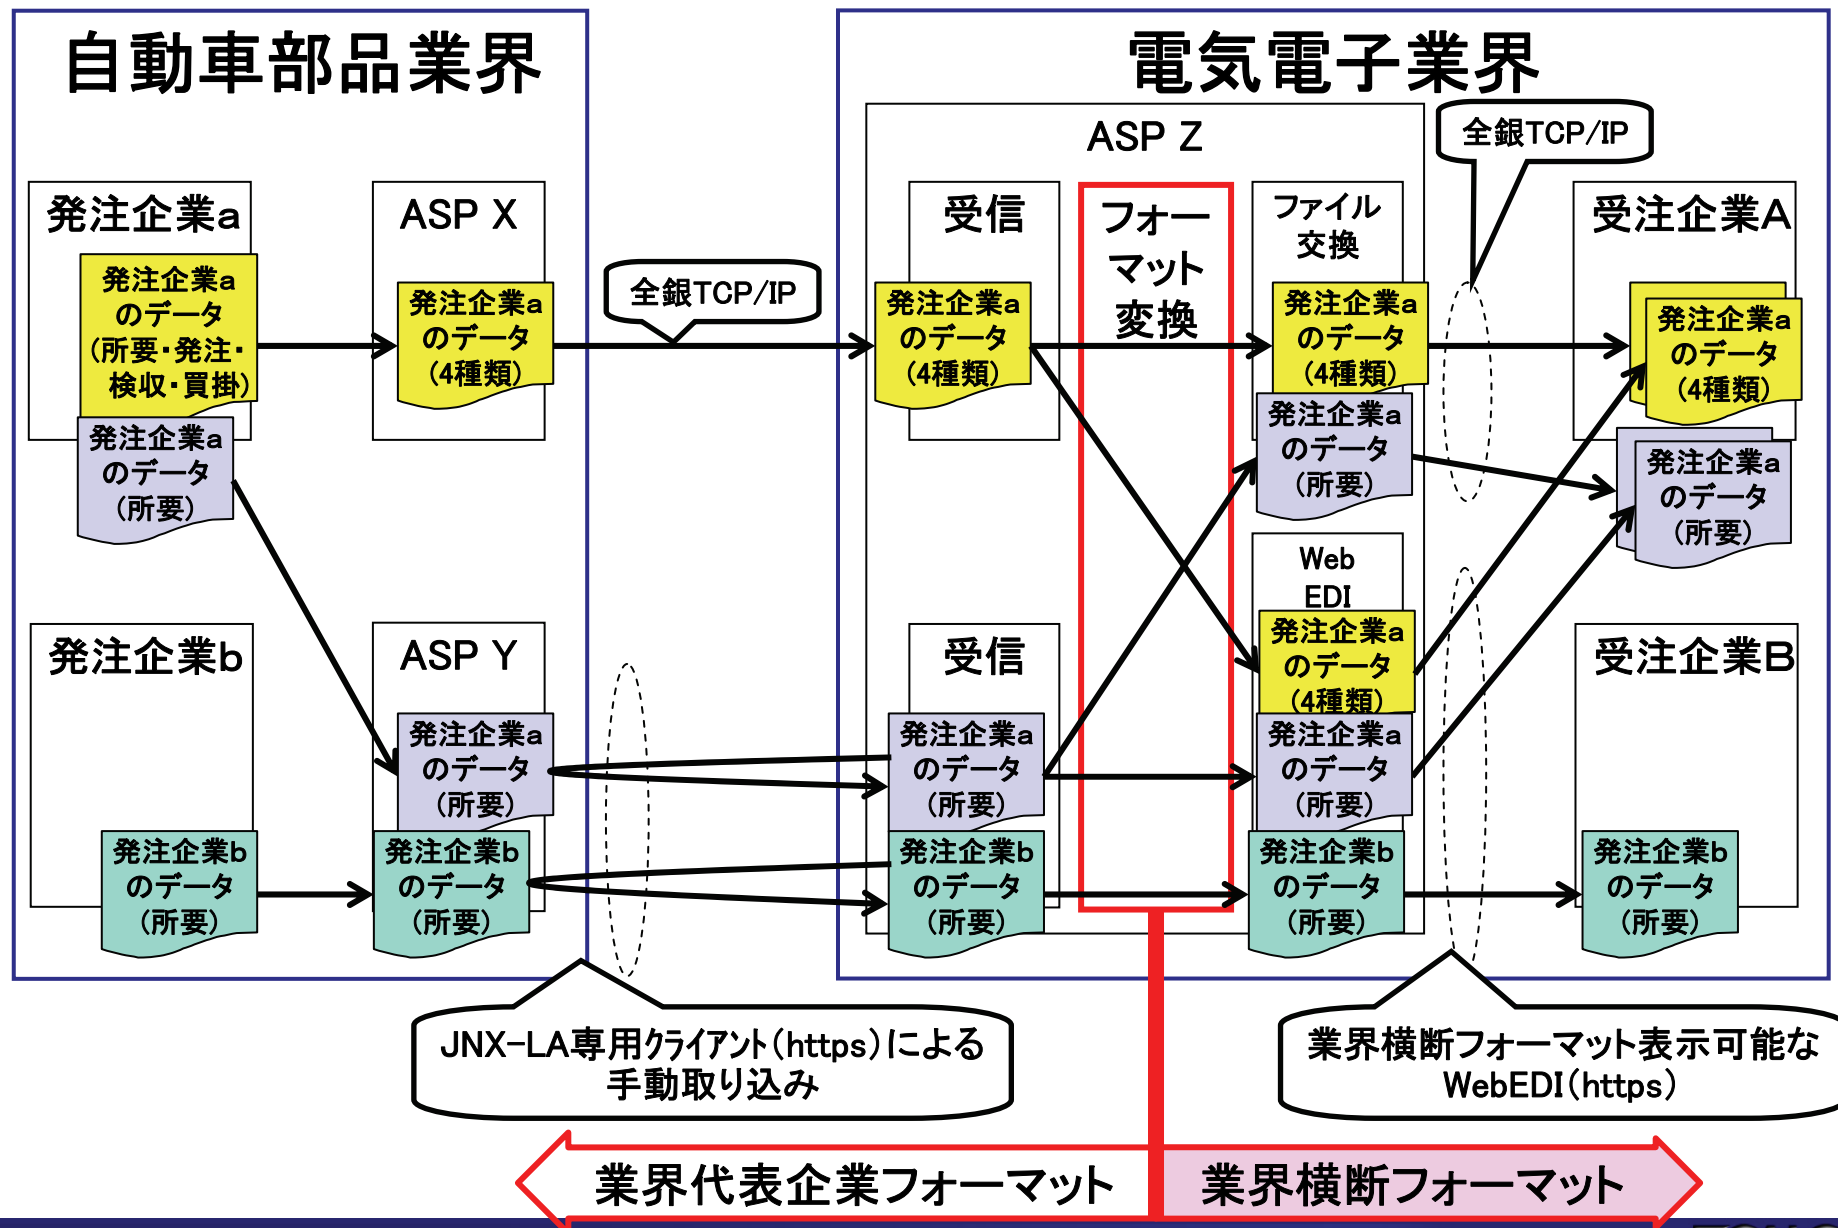 自動車部品業界
電気電子業界
ASP Z
全銀TCP/IP
発注企業a
ASP X
受信
フォー
マット
変換
ファイル
交換
受注企業A
発注企業a
のデータ
(所要・発注・
検収・買掛)
発注企業a
のデータ
(4種類)
全銀TCP/IP
発注企業a
のデータ
(4種類)
発注企業a
のデータ
(4種類)
発注企業a
のデータ
(4種類)
発注企業a
のデータ
(所要)
発注企業a
のデータ
(所要)
発注企業a
のデータ
(所要)
Web
EDI
発注企業b
ASP Y
受信
発注企業a
のデータ
(4種類)
受注企業B
発注企業a
のデータ
(所要)
発注企業a
のデータ
(所要)
発注企業a
のデータ
(所要)
発注企業b
のデータ
(所要)
発注企業b
のデータ
(所要)
発注企業b
のデータ
(所要)
発注企業b
のデータ
(所要)
発注企業b
のデータ
(所要)
JNX-LA専用クライアント(https)による
手動取り込み
業界横断フォーマット表示可能な
WebEDI(https)
業界代表企業フォーマット
業界横断フォーマット